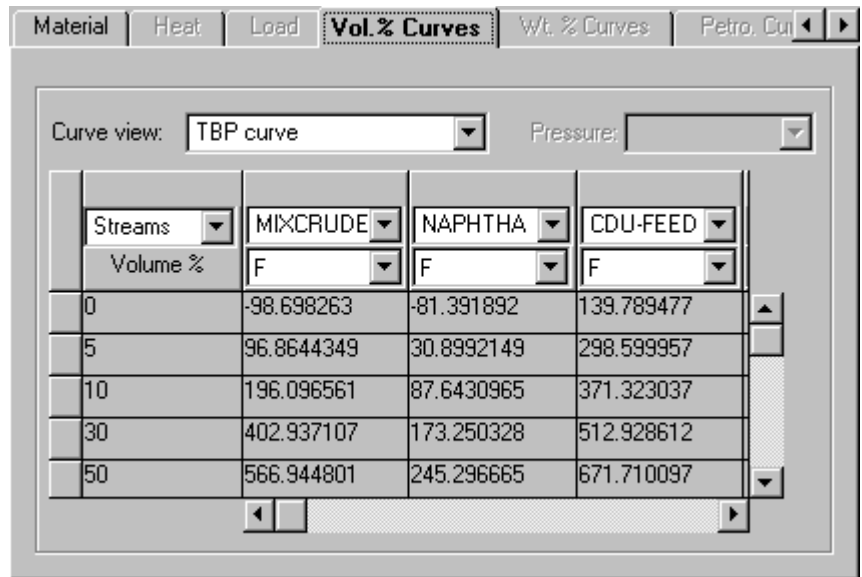 Material Heat Load Vol.% Curves Wt. % Curves Petro. Cur
Curve view: TBP curve Pressure:
Streams MIXCRUDE NAPHTHA CDU-FEED
Volume % F F F
0 -98.698263 -81.391892 139.789477
5 96.8644349 30.8992149 298.599957
10 196.096561 87.6430965 371.323037
30 402.937107 173.250328 512.928612
50 566.944801 245.296665 671.710097